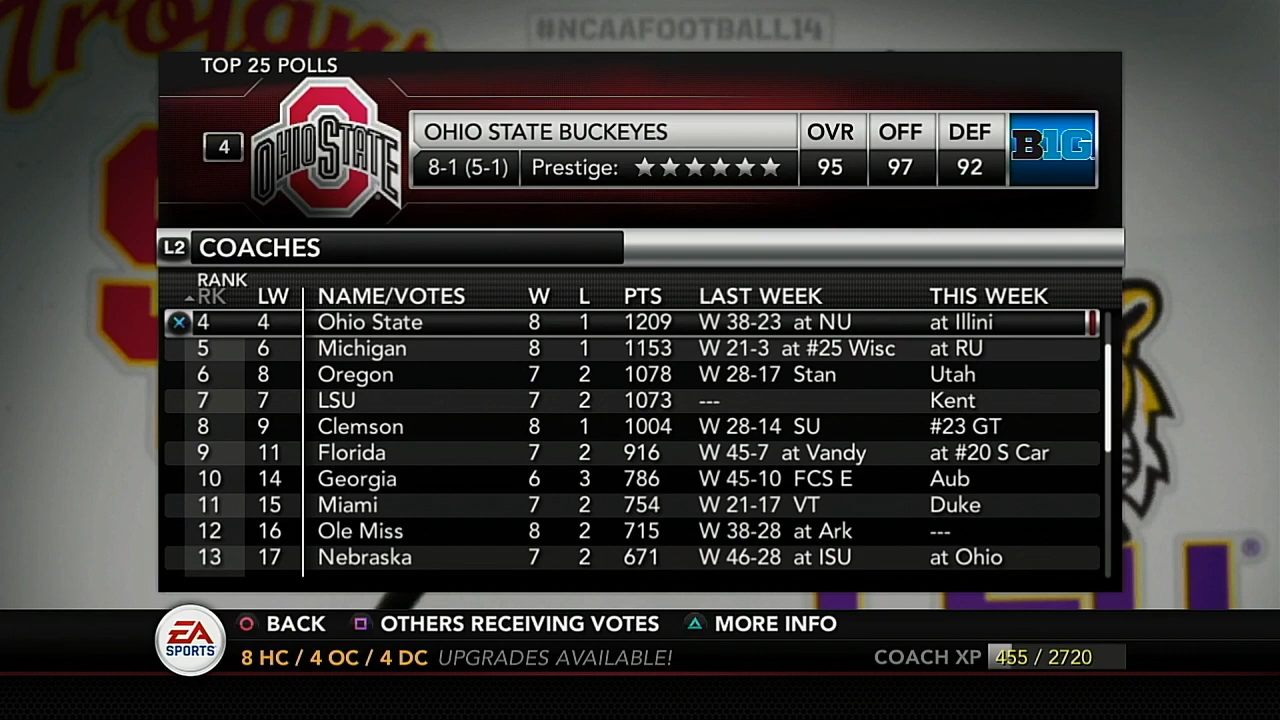 Trojans
#NCAAFOOTBALL14
TOP 25 POLLS
4 OHIO STATE OHIO STATE BUCKEYES OVR OFF DEF B1G
8-1 (5-1) Prestige: ★★★★★★ 95 97 92
L2 COACHES
RANK
RK LW NAME/VOTES W L PTS LAST WEEK THIS WEEK
4 4 Ohio State 8 1 1209 W 38-23 at NU at Illini
5 6 Michigan 8 1 1153 W 21-3 at #25 Wisc at RU
6 8 Oregon 7 2 1078 W 28-17 Stan Utah
7 7 LSU 7 2 1073 --- Kent
8 9 Clemson 8 1 1004 W 28-14 SU #23 GT
9 11 Florida 7 2 916 W 45-7 at Vandy at #20 S Car
10 14 Georgia 6 3 786 W 45-10 FCS E Aub
11 15 Miami 7 2 754 W 21-17 VT Duke
12 16 Ole Miss 8 2 715 W 38-28 at Ark ---
13 17 Nebraska 7 2 671 W 46-28 at ISU at Ohio
EA SPORTS
BACK OTHERS RECEIVING VOTES MORE INFO
8 HC / 4 OC / 4 DC UPGRADES AVAILABLE! COACH XP 455 / 2720